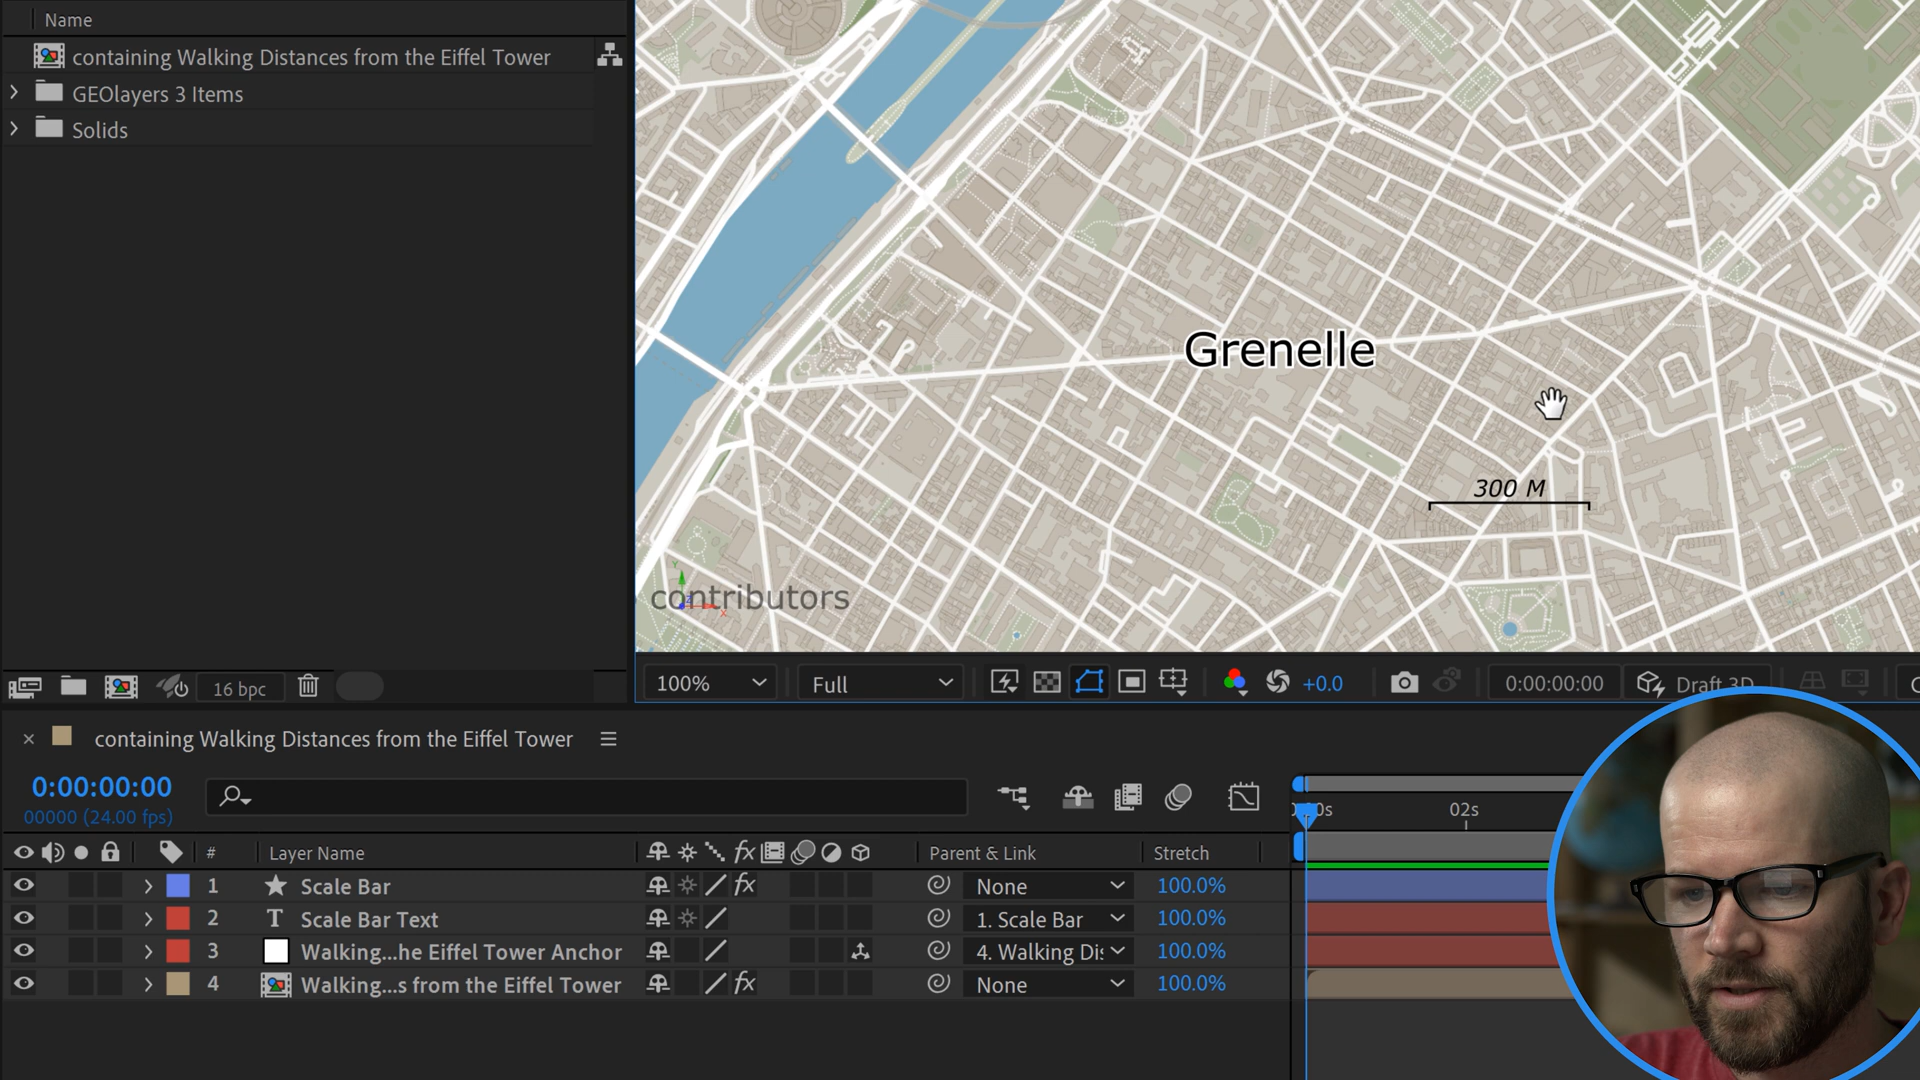 Name
containing Walking Distances from the Eiffel Tower
GEOlayers 3 Items
Solids
Grenelle
300 M
contributors
Y
Z
X
16 bpc
100%
Full
+0.0
0:00:00:00
Draft 3D
containing Walking Distances from the Eiffel Tower
0:00:00:00
00000 (24.00 fps)
02s
# Layer Name fx Parent & Link Stretch
1 Scale Bar fx None 100.0%
2 T Scale Bar Text 1. Scale Bar 100.0%
3 Walking...he Eiffel Tower Anchor 4. Walking Dis 100.0%
4 Walking...s from the Eiffel Tower fx None 100.0%